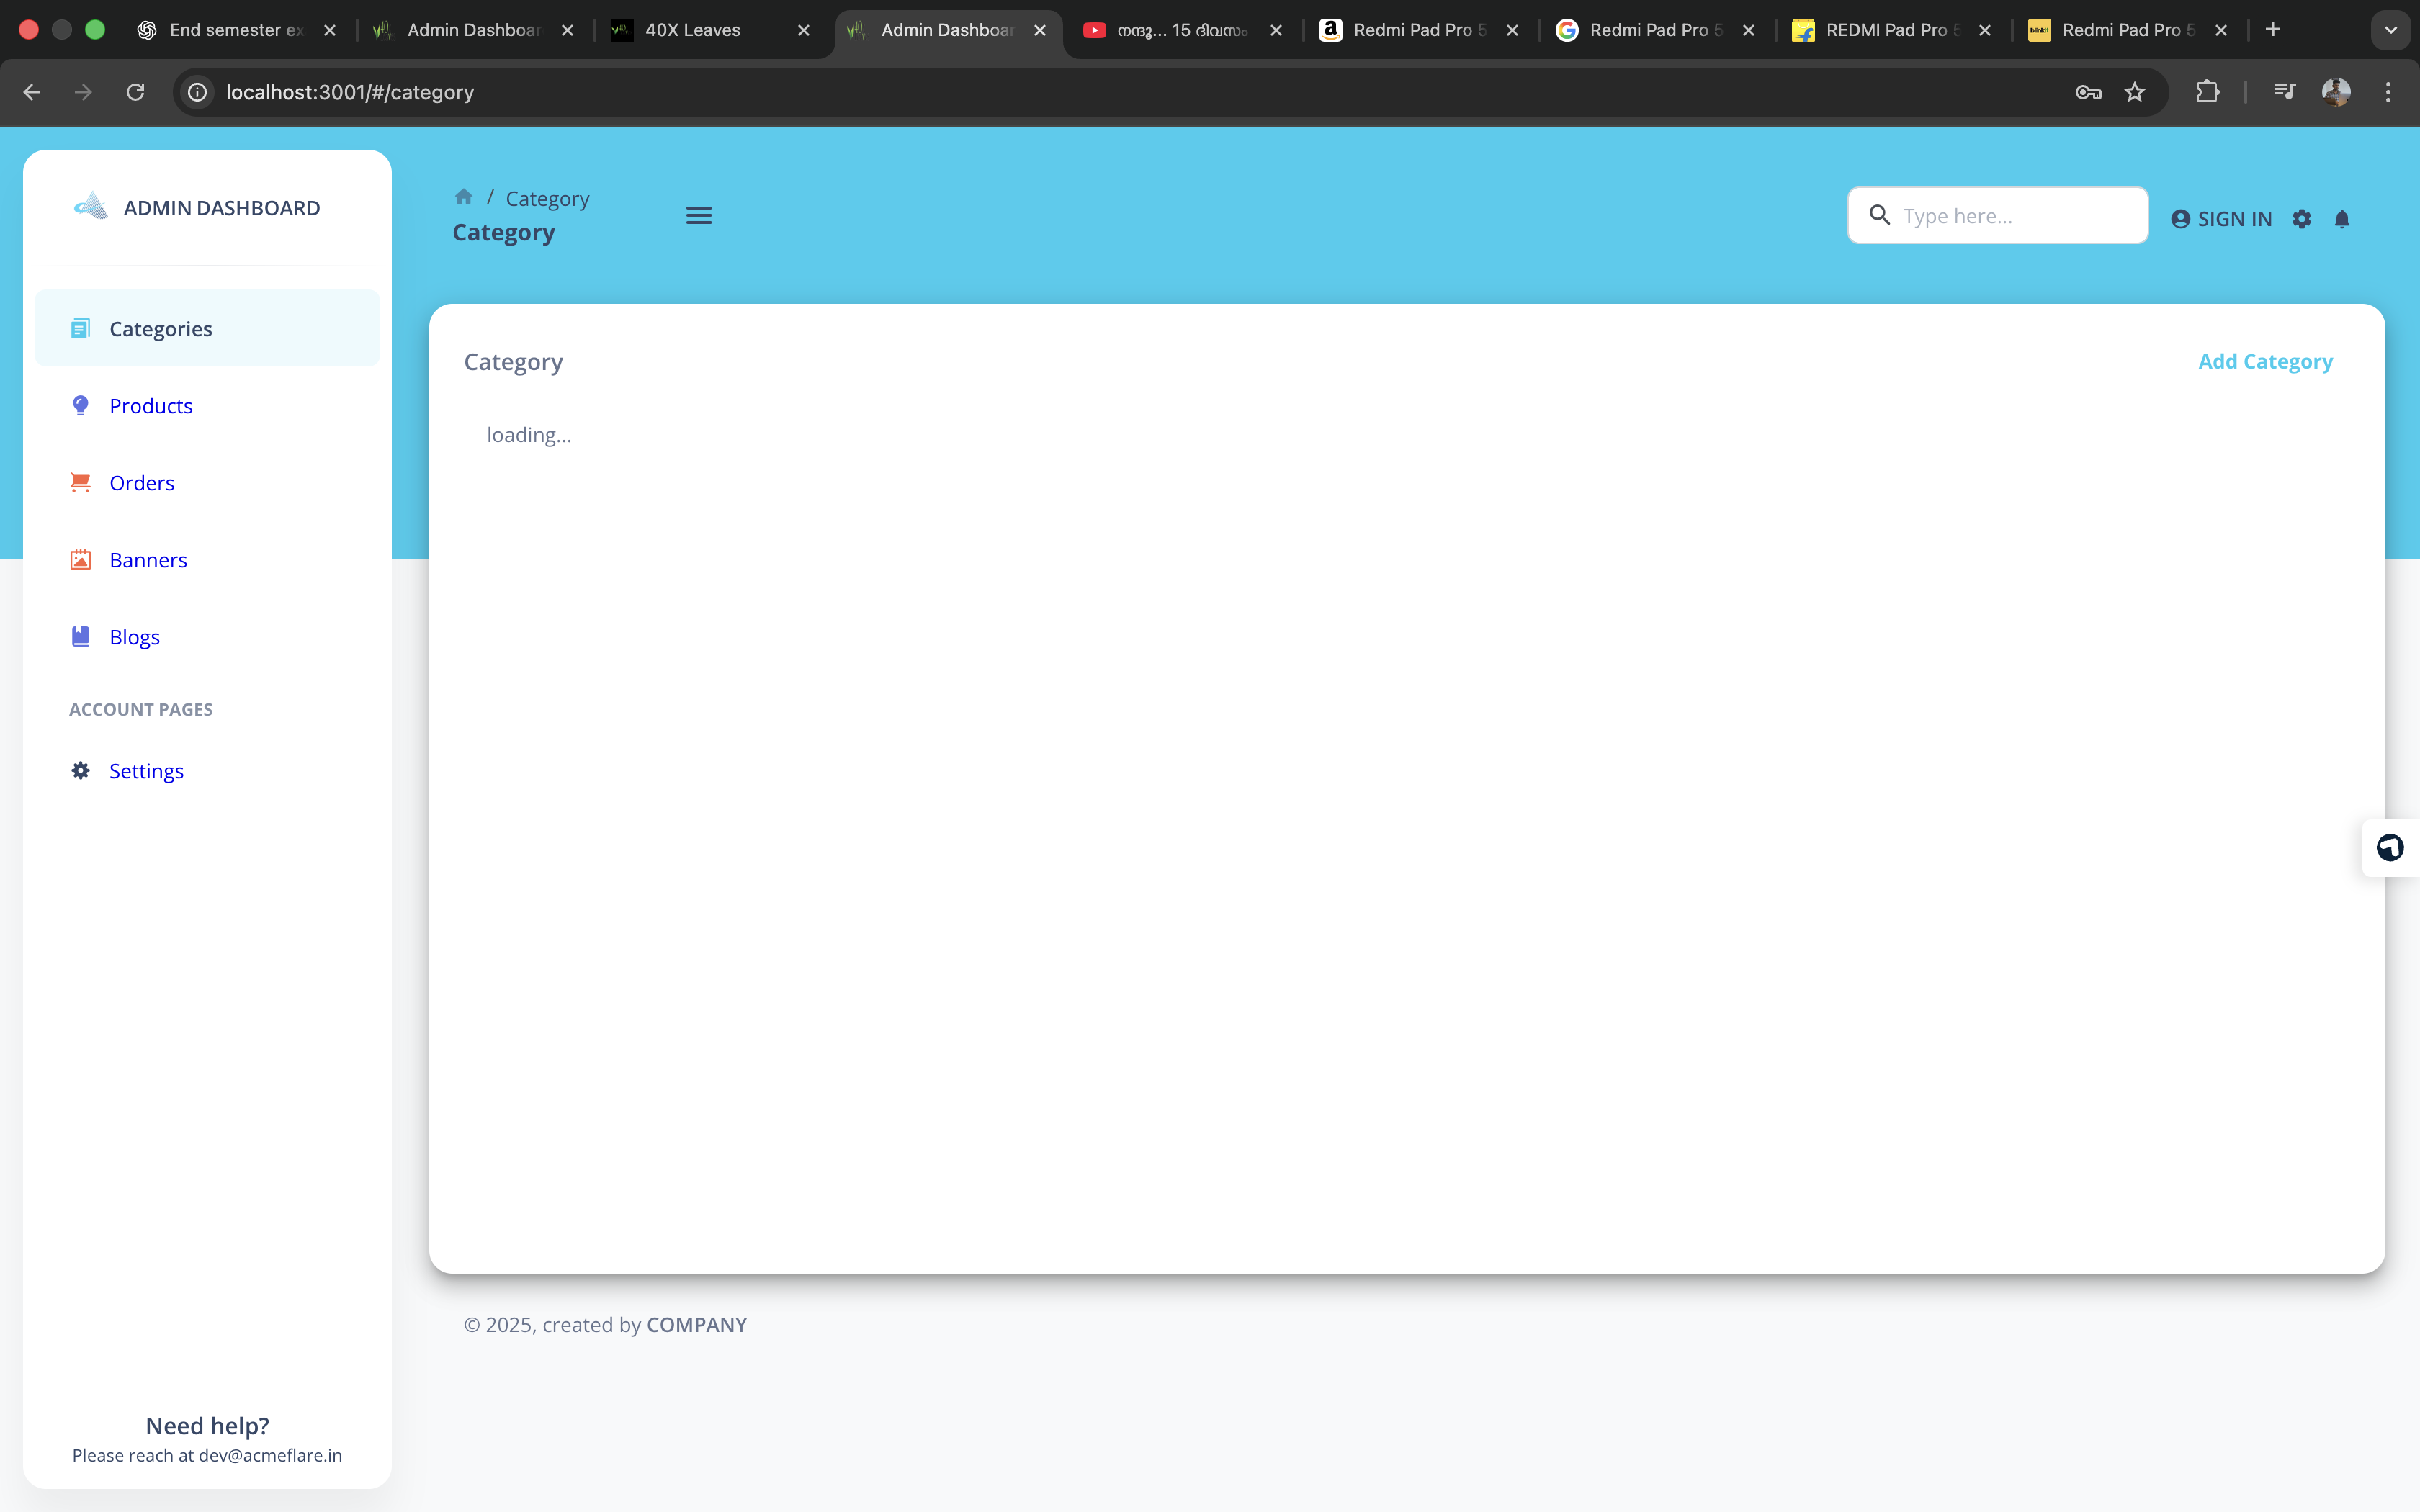 End semester ex
Admin Dashboar
40X Leaves
Admin Dashboar
നന്ദൂ... 15 ദിവസം
Redmi Pad Pro 5
Redmi Pad Pro 5
REDMI Pad Pro 5
Redmi Pad Pro 5
localhost:3001/#/category
ADMIN DASHBOARD
Categories
Products
Orders
Banners
Blogs
ACCOUNT PAGES
Settings
Need help?
Please reach at dev@acmeflare.in
/ Category
Category
Type here...
SIGN IN
Category
Add Category
loading...
© 2025, created by COMPANY